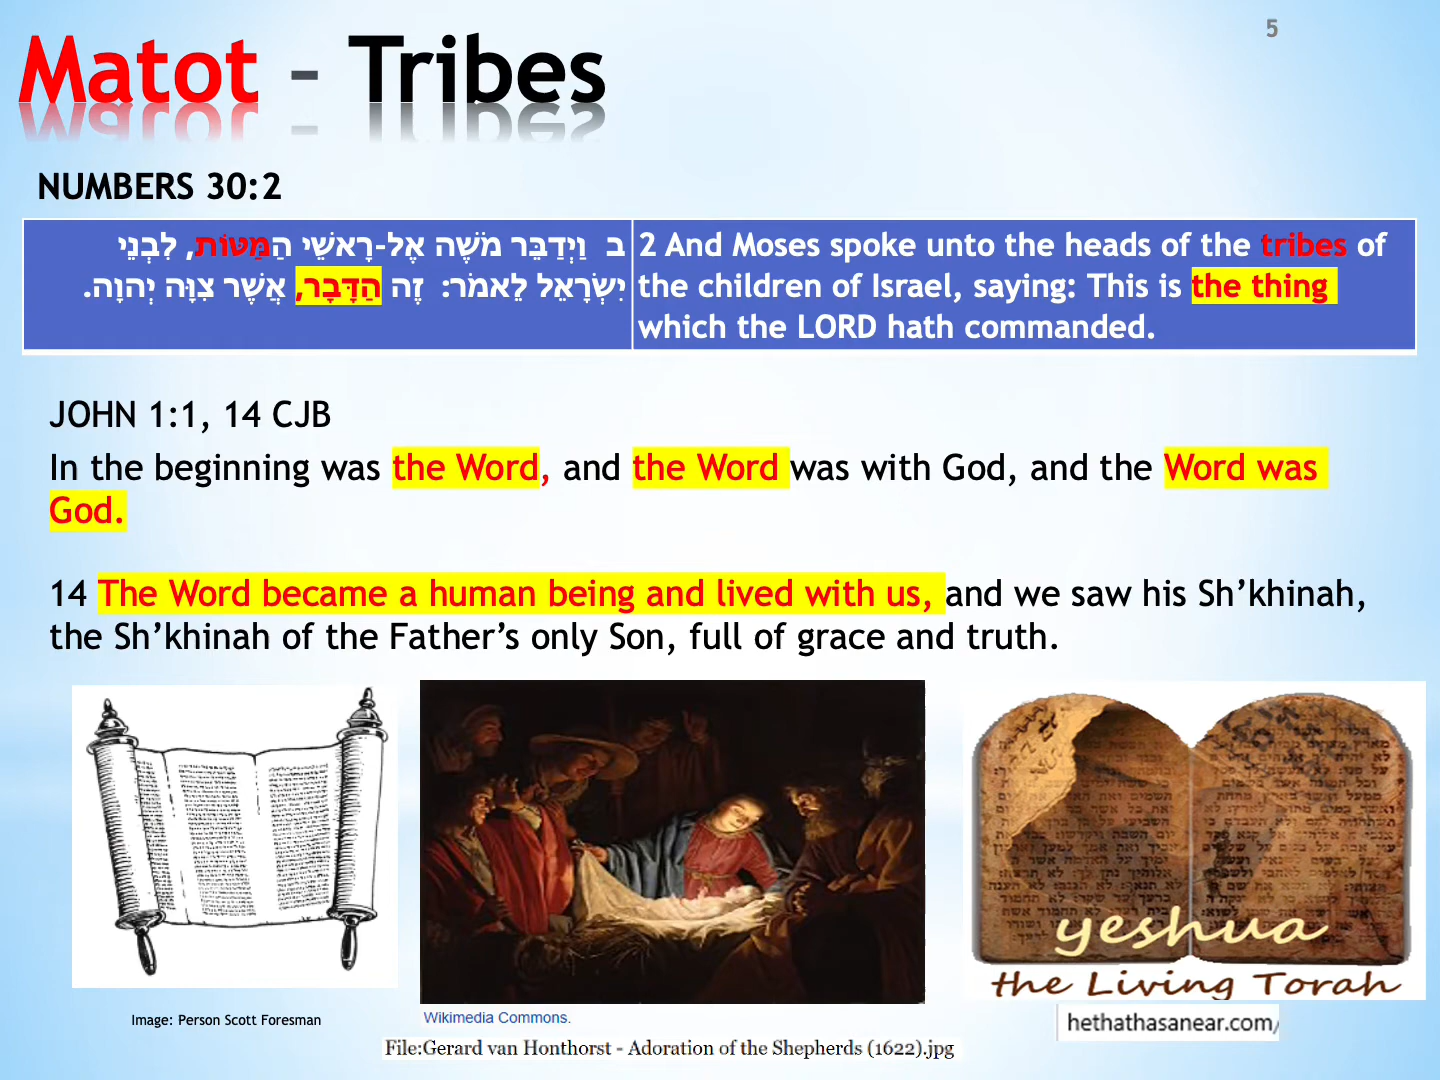 5
Matot – Tribes
NUMBERS 30:2
ב וַיְדַבֵּר מֹשֶׁה אֶל-רָאשֵׁי הַמַּטּוֹת, לִבְנֵי
יִשְׂרָאֵל לֵאמֹר: זֶה הַדָּבָר, אֲשֶׁר צִוָּה יְהוָה.
2 And Moses spoke unto the heads of the tribes of
the children of Israel, saying: This is the thing
which the LORD hath commanded.
JOHN 1:1, 14 CJB
In the beginning was the Word, and the Word was with God, and the Word was
God.
14 The Word became a human being and lived with us, and we saw his Sh’khinah,
the Sh’khinah of the Father’s only Son, full of grace and truth.
yeshua
the Living Torah
Image: Person Scott Foresman
Wikimedia Commons.
File:Gerard van Honthorst - Adoration of the Shepherds (1622).jpg
hethathasanear.com/